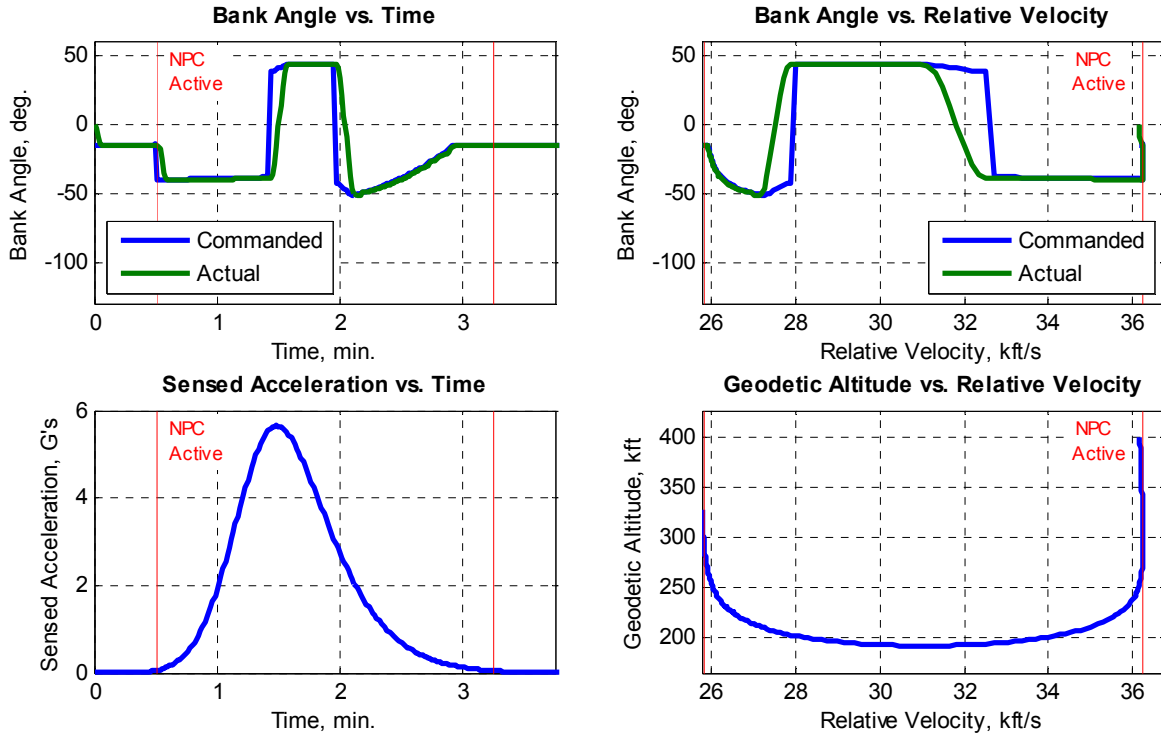 Bank Angle vs. Time
Bank Angle, deg.
50
0
-50
-100
NPC
Active
Commanded
Actual
0
1
2
3
Time, min.
Bank Angle vs. Relative Velocity
Bank Angle, deg.
50
0
-50
-100
NPC
Active
Commanded
Actual
26
28
30
32
34
36
Relative Velocity, kft/s
Sensed Acceleration vs. Time
Sensed Acceleration, G's
6
4
2
0
NPC
Active
0
1
2
3
Time, min.
Geodetic Altitude vs. Relative Velocity
Geodetic Altitude, kft
400
350
300
250
200
NPC
Active
26
28
30
32
34
36
Relative Velocity, kft/s